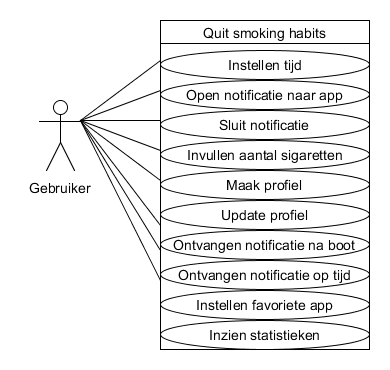 Quit smoking habits
Instellen tijd
Open notificatie naar app
Sluit notificatie
Invullen aantal sigaretten
Maak profiel
Gebruiker
Update profiel
Ontvangen notificatie na boot
Ontvangen notificatie op tijd
Instellen favoriete app
Inzien statistieken